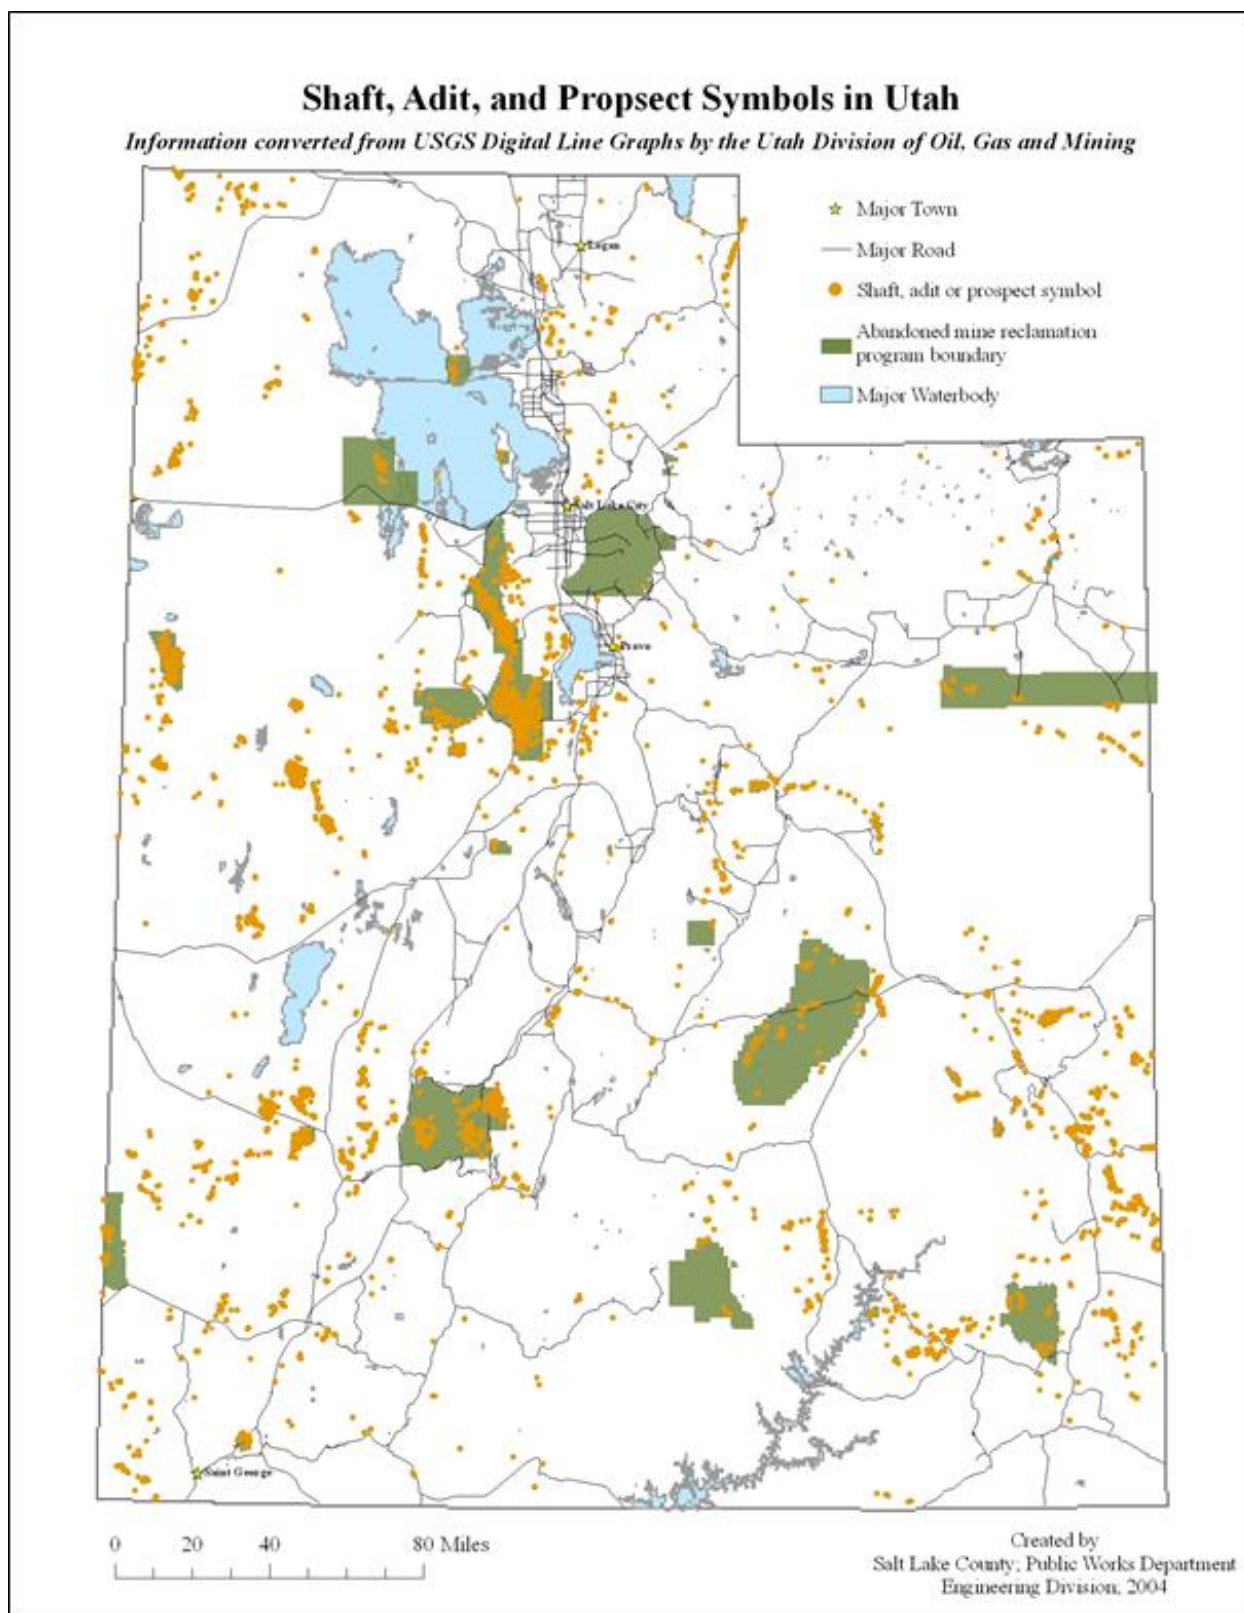 Shaft, Adit, and Propsect Symbols in Utah
Information converted from USGS Digital Line Graphs by the Utah Division of Oil, Gas and Mining
Major Town
Major Road
Shaft, adit or prospect symbol
Abandoned mine reclamation
program boundary
Major Waterbody
Logan
Salt Lake City
Provo
Saint George
0 20 40 80 Miles
Created by
Salt Lake County; Public Works Department
Engineering Division; 2004